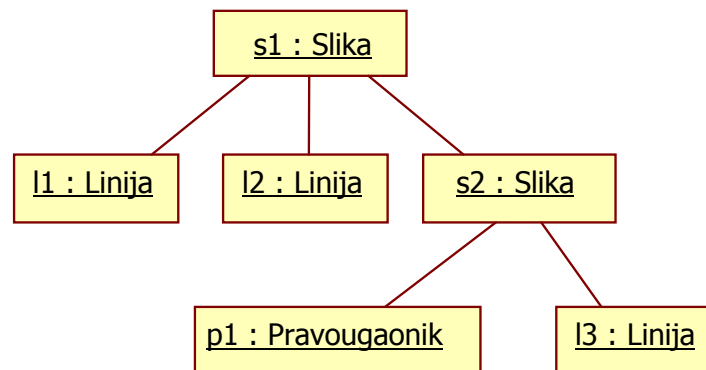 s1 : Slika
l1 : Linija
l2 : Linija
s2 : Slika
p1 : Pravougaonik
l3 : Linija